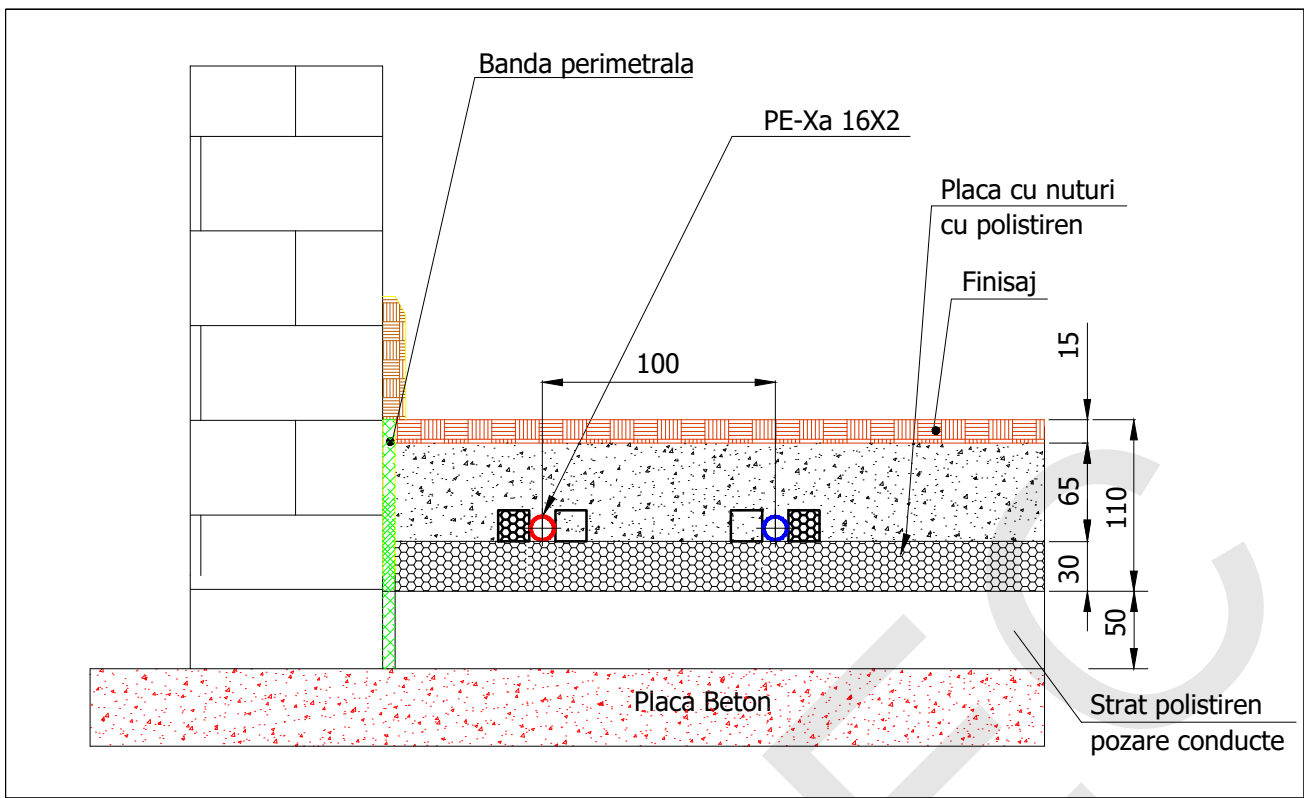 Banda perimetrala
PE-Xa 16X2
Placa cu nuturi
cu polistiren
Finisaj
100
15
65
110
30
50
Placa Beton
Strat polistiren
pozare conducte